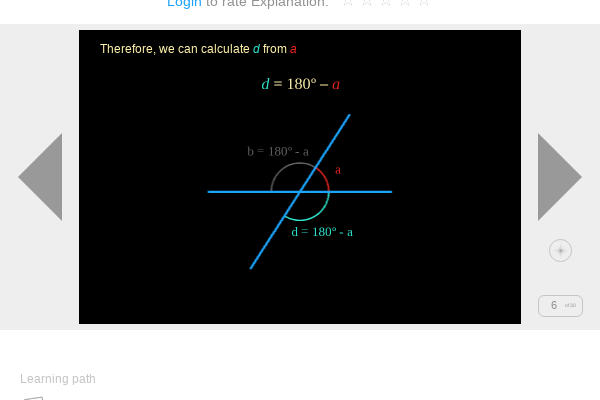 Login to rate Explanation: ☆ ☆ ☆ ☆ ☆
Therefore, we can calculate d from a
d = 180° – a
b = 180° - a
a
d = 180° - a
6
Learning path